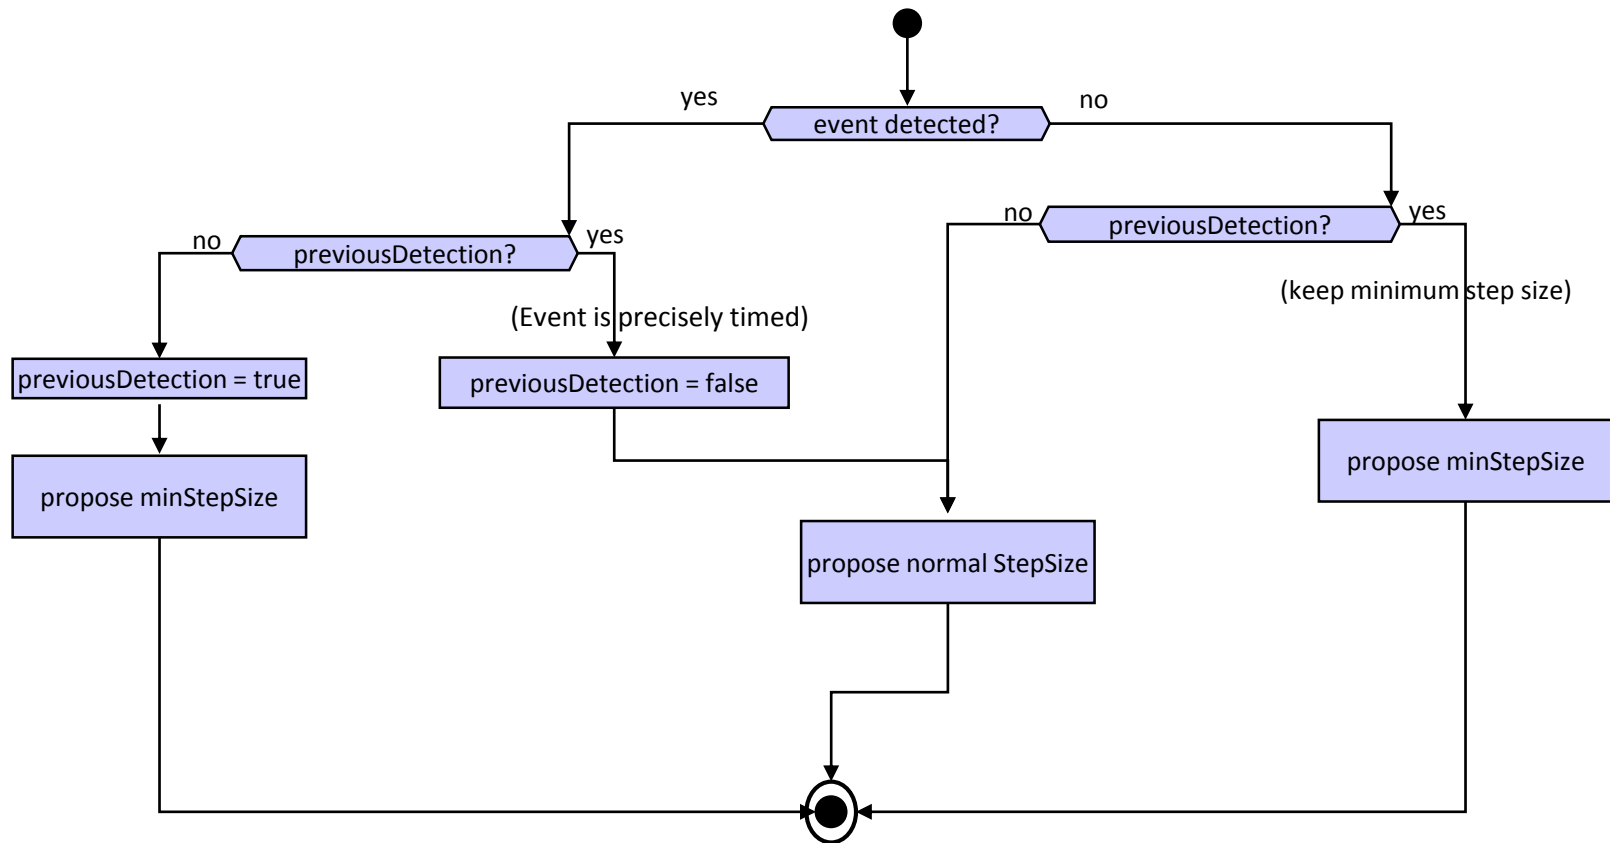 yes
no
event detected?
no
previousDetection?
yes
no
previousDetection?
yes
(keep minimum step size)
(Event is precisely timed)
previousDetection = true
previousDetection = false
propose minStepSize
propose minStepSize
propose normal StepSize